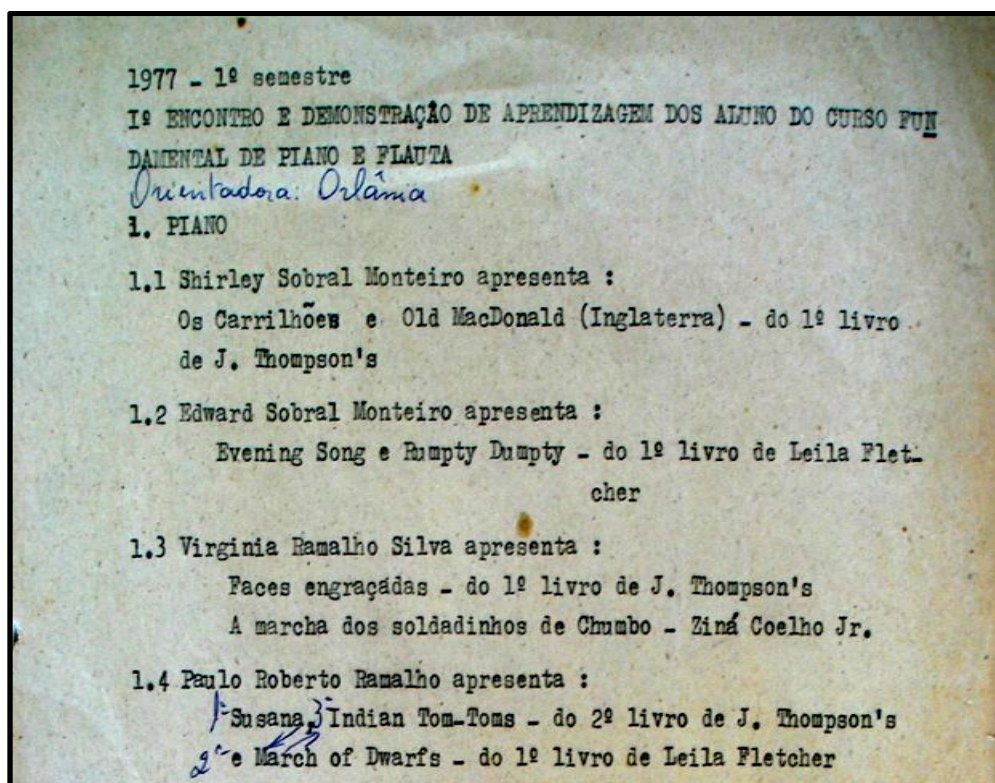 1977 - 1º semestre
Iº ENCONTRO E DEMONSTRAÇÃO DE APRENDIZAGEM DOS ALUNO DO CURSO FUN
DAMENTAL DE PIANO E FLAUTA
Orientadora: Orlânia
1. PIANO
1.1 Shirley Sobral Monteiro apresenta :
Os Carrilhões e Old MacDonald (Inglaterra) - do 1º livro
de J. Thompson's
1.2 Edward Sobral Monteiro apresenta :
Evening Song e Rumpty Dumpty - do 1º livro de Leila Flet-
cher
1.3 Virginia Ramalho Silva apresenta :
Faces engraçádas - do 1º livro de J. Thompson's
A marcha dos soldadinhos de Chumbo - Ziná Coelho Jr.
1.4 Paulo Roberto Ramalho apresenta :
1º Susana, 3º Indian Tom-Toms - do 2º livro de J. Thompson's
2º e March of Dwarfs - do 1º livro de Leila Fletcher